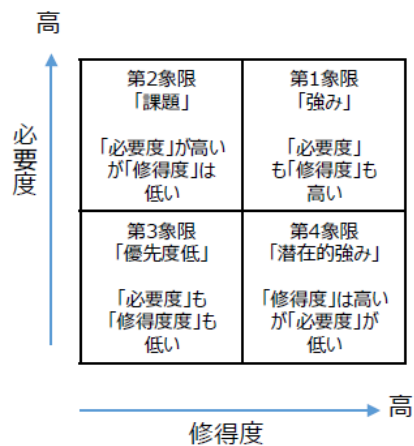 高
必要度
第2象限
「課題」
「必要度」が高い
が「修得度」は
低い
第1象限
「強み」
「必要度」
も「修得度」も
高い
第3象限
「優先度低」
「必要度」も
「修得度度」も
低い
第4象限
「潜在的強み」
「修得度」は高い
が「必要度」が
低い
高
修得度